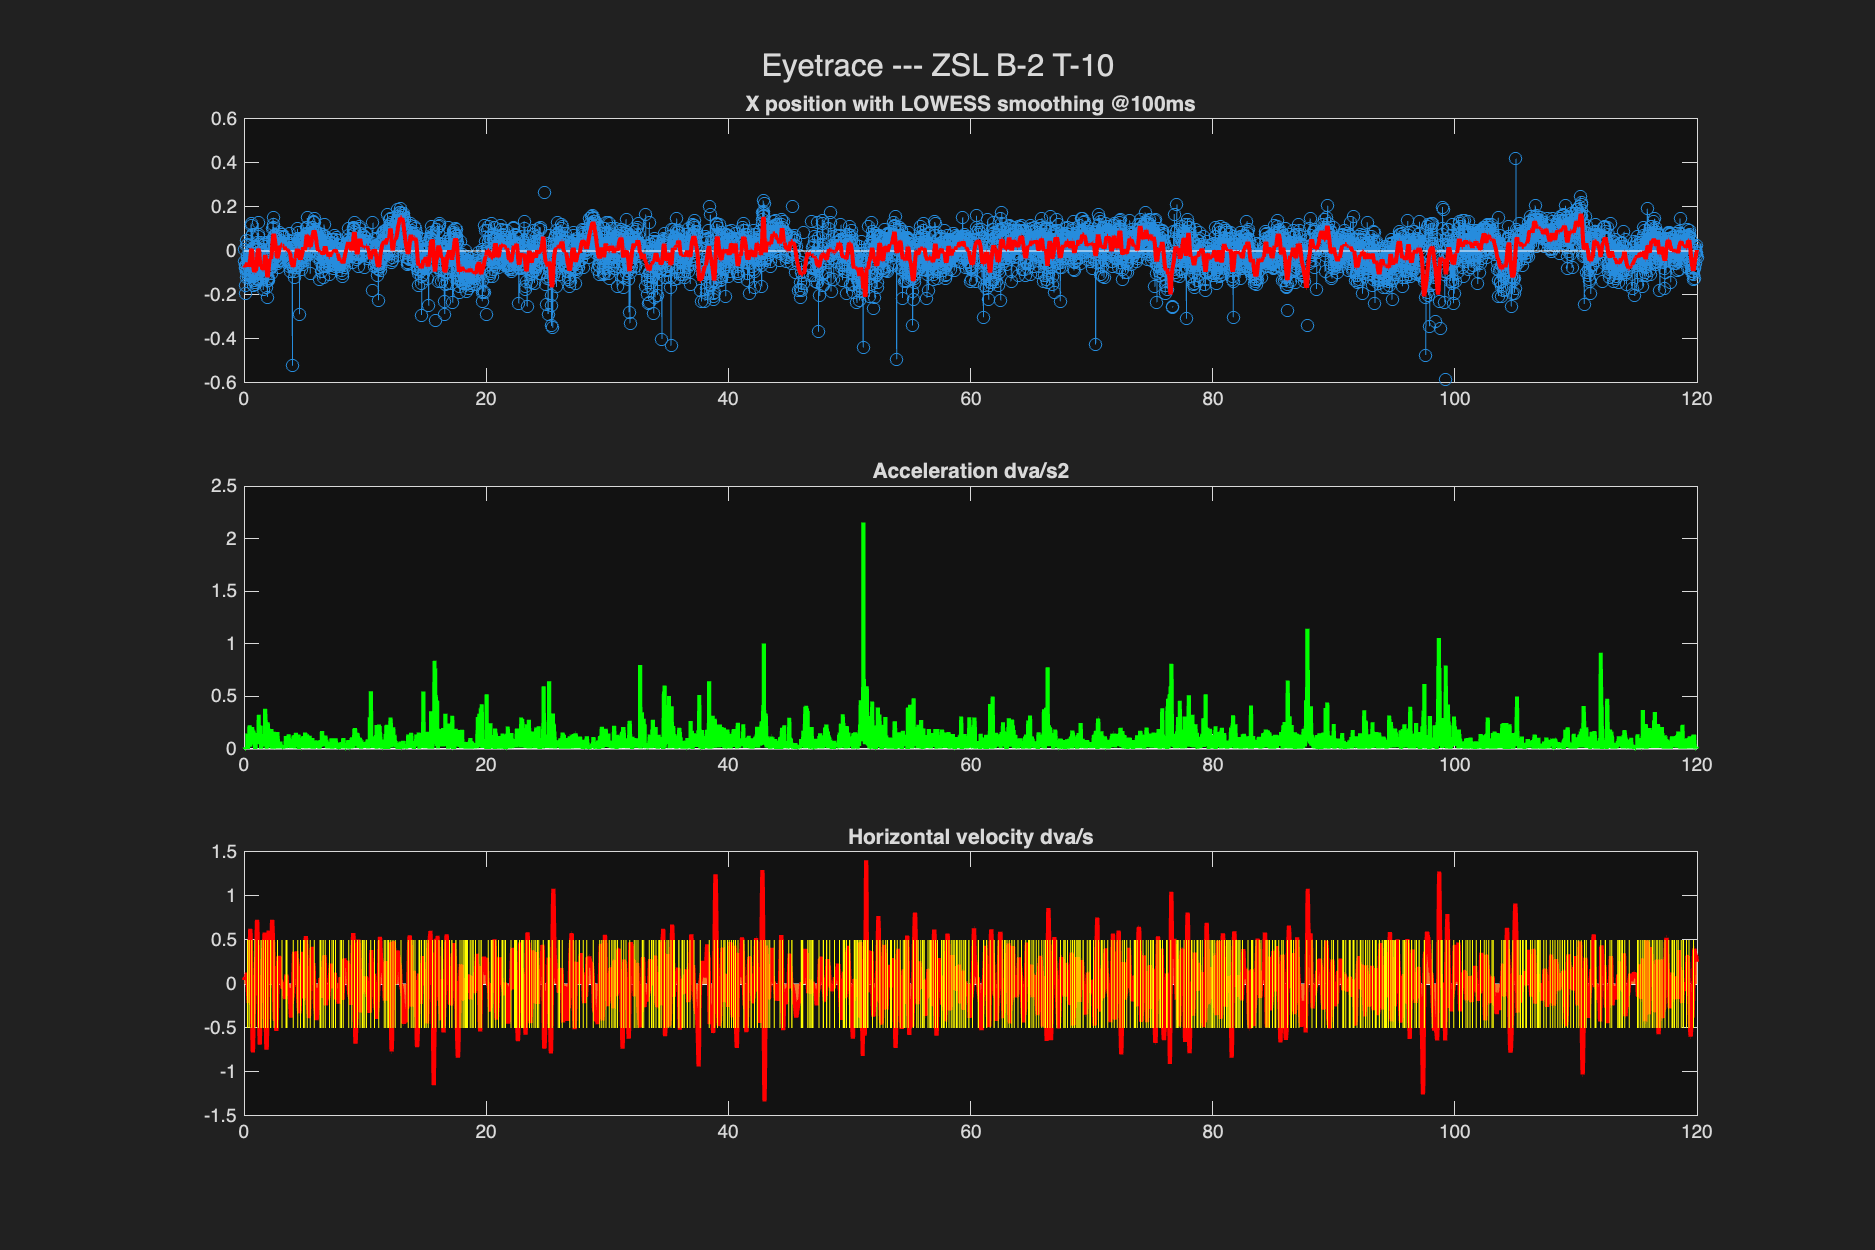 Eyetrace --- ZSL B-2 T-10
X position with LOWESS smoothing @100ms
0.6
0.4
0.2
0
-0.2
-0.4
-0.6
0 20 40 60 80 100 120
Acceleration dva/s2
2.5
2
1.5
1
0.5
0
0 20 40 60 80 100 120
Horizontal velocity dva/s
1.5
1
0.5
0
-0.5
-1
-1.5
0 20 40 60 80 100 120